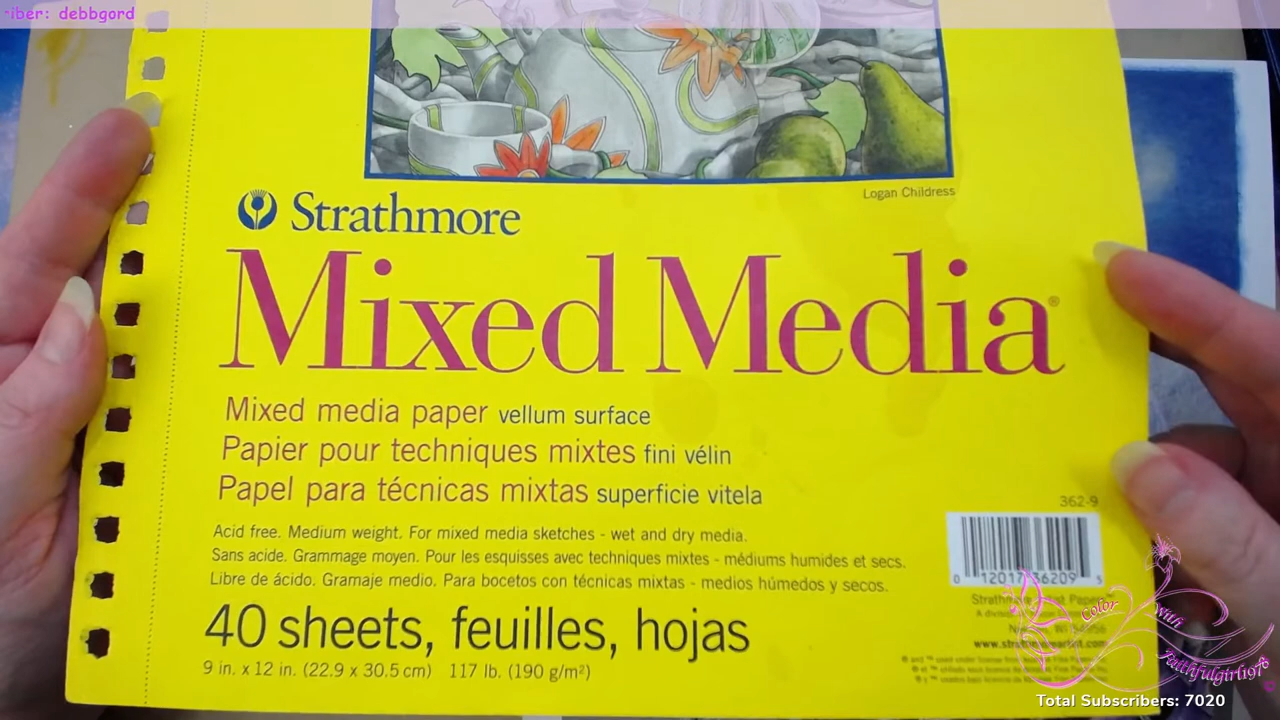 iber: debbgord
Logan Childress
Strathmore
Mixed Media®
Mixed media paper vellum surface
Papier pour techniques mixtes fini vélin
Papel para técnicas mixtas superficie vitela
362-9
Acid free. Medium weight. For mixed media sketches - wet and dry media.
Sans acide. Grammage moyen. Pour les esquisses avec techniques mixtes - médiums humides et secs.
Libre de ácido. Gramaje medio. Para bocetos con técnicas mixtas - medios húmedos y secos.
40 sheets, feuilles, hojas
9 in. x 12 in. (22.9 x 30.5 cm) 117 lb. (190 g/m²)
Color
with
Faithfulgirl1978
Total Subscribers: 7020